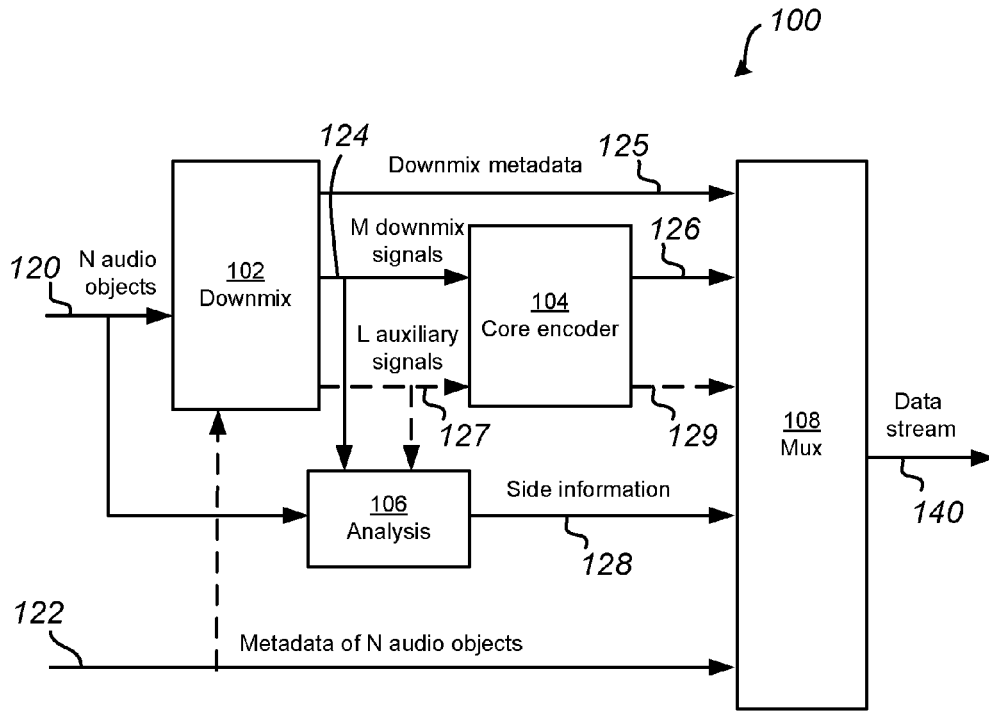 100
124
Downmix metadata
125
M downmix
signals
126
120
N audio
objects
102
Downmix
104
Core encoder
L auxiliary
signals
127
129
108
Mux
Data
stream
140
106
Analysis
Side information
128
122
Metadata of N audio objects